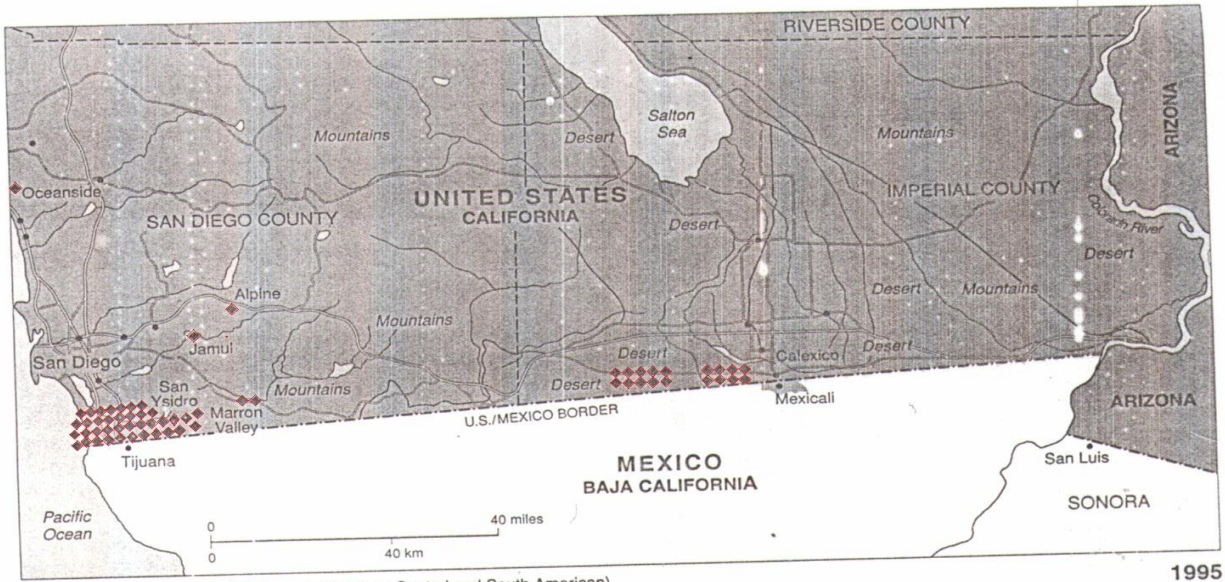 RIVERSIDE COUNTY
Salton
Sea
Mountains
Desert
Mountains
ARIZONA
Oceanside
UNITED STATES
CALIFORNIA
IMPERIAL COUNTY
SAN DIEGO COUNTY
Desert
Colorado River
Desert
Alpine
Mountains
Desert
Mountains
Jamul
San Diego
Desert
Calexico
Desert
San
Ysidro
Mountains
Desert
Marron
Valley
U.S./MEXICO BORDER
Mexicali
ARIZONA
Tijuana
MEXICO
BAJA CALIFORNIA
San Luis
SONORA
Pacific
Ocean
0
40 miles
0
40 km
Central and South American)
1995